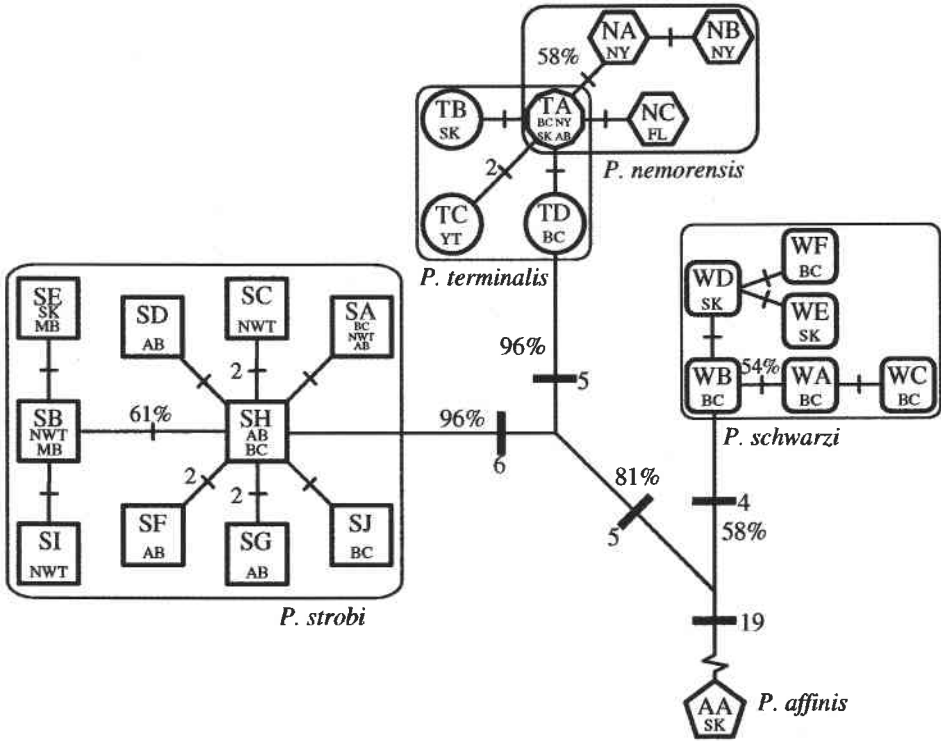 NA
NY
NB
NY
58%
TB
SK
TA
BC NY
SK AB
NC
FL
P. nemorensis
2
TC
YT
TD
BC
P. terminalis
WF
BC
WD
SK
WE
SK
WB
BC
54%
WA
BC
WC
BC
P. schwarzi
SE
SK
MB
SD
AB
SC
NWT
SA
BC
NWT
AB
2
96%
5
SB
NWT
MB
61%
SH
AB
BC
96%
6
81%
5
4
58%
2
2
SI
NWT
SF
AB
SG
AB
SJ
BC
P. strobi
19
AA
SK
P. affinis